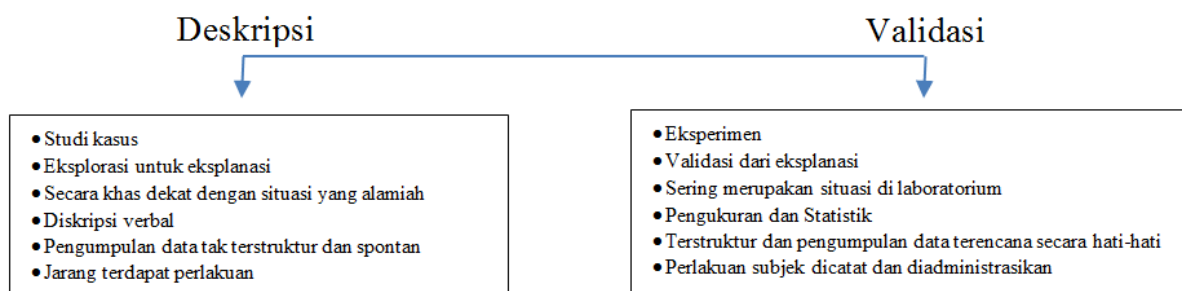 Deskripsi
Validasi
• Studi kasus
• Eksplorasi untuk eksplanasi
• Secara khas dekat dengan situasi yang alamiah
• Diskripsi verbal
• Pengumpulan data tak terstruktur dan spontan
• Jarang terdapat perlakuan
• Eksperimen
• Validasi dari eksplanasi
• Sering merupakan situasi di laboratorium
• Pengukuran dan Statistik
• Terstruktur dan pengumpulan data terencana secara hati-hati
• Perlakuan subjek dicatat dan diadministrasikan